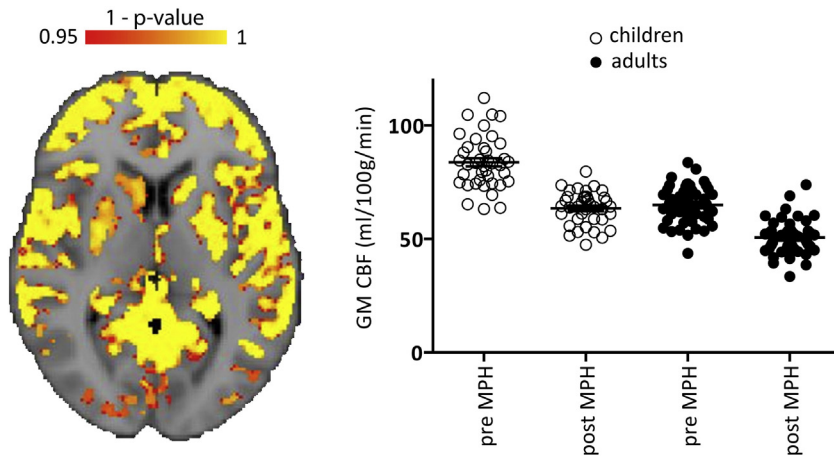 1 - p-value
0.95
1
children
adults
GM CBF (ml/100g/min)
100
50
0
pre MPH
post MPH
pre MPH
post MPH